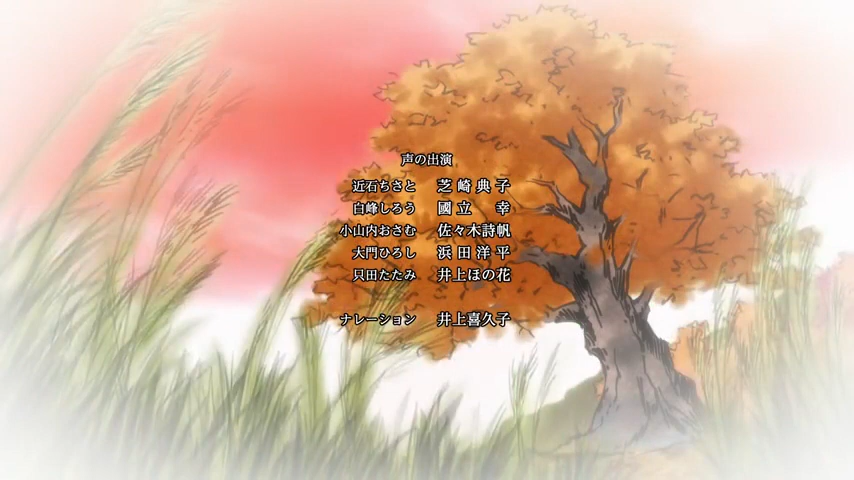 声の出演
近石ちさと 芝崎典子
白峰しろう 國立 幸
小山内おさむ 佐々木詩帆
大門ひろし 浜田洋平
只田たたみ 井上ほの花
ナレーション 井上喜久子